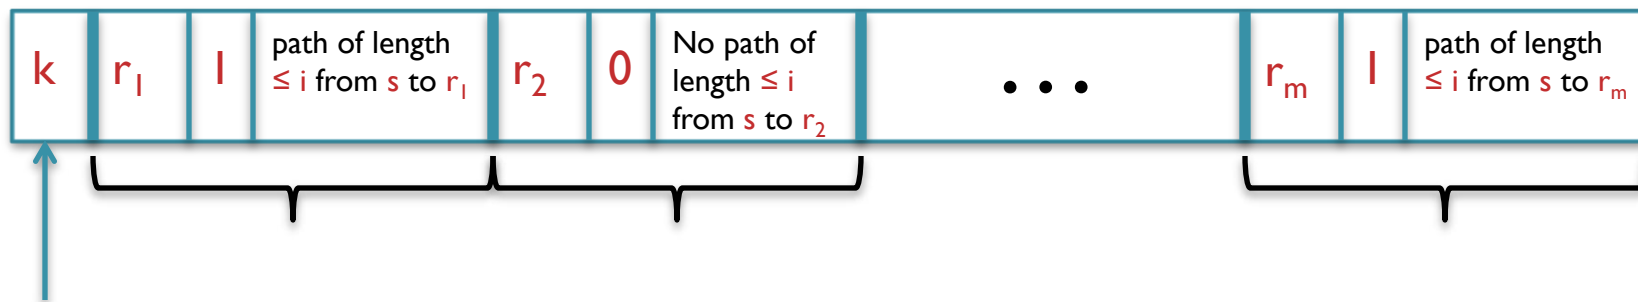 k r₁ 1 path of length
≤ i from s to r₁
r₂ 0 No path of
length ≤ i
from s to r₂
• • •
rₘ 1 path of length
≤ i from s to rₘ